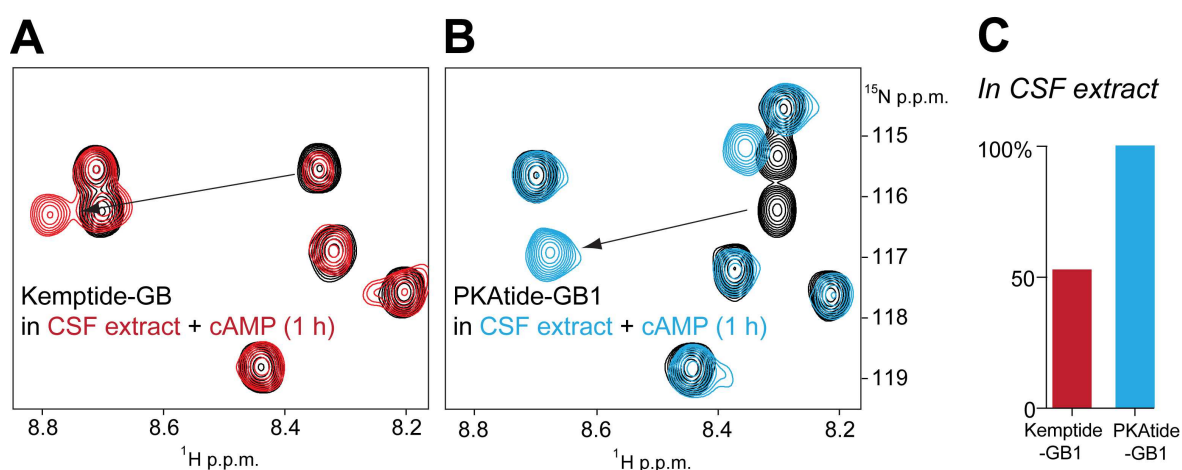 A
B
C
In CSF extract
¹⁵N p.p.m.
115
116
117
118
119
Kemptide-GB
in CSF extract + cAMP (1 h)
PKAtide-GB1
in CSF extract + cAMP (1 h)
8.8
8.6
8.4
8.2
¹H p.p.m.
8.8
8.6
8.4
8.2
¹H p.p.m.
100%
50
0
Kemptide
-GB1
PKAtide
-GB1